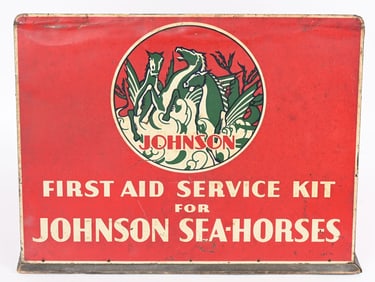 JOHNSON
FIRST AID SERVICE KIT
FOR
JOHNSON SEA-HORSES